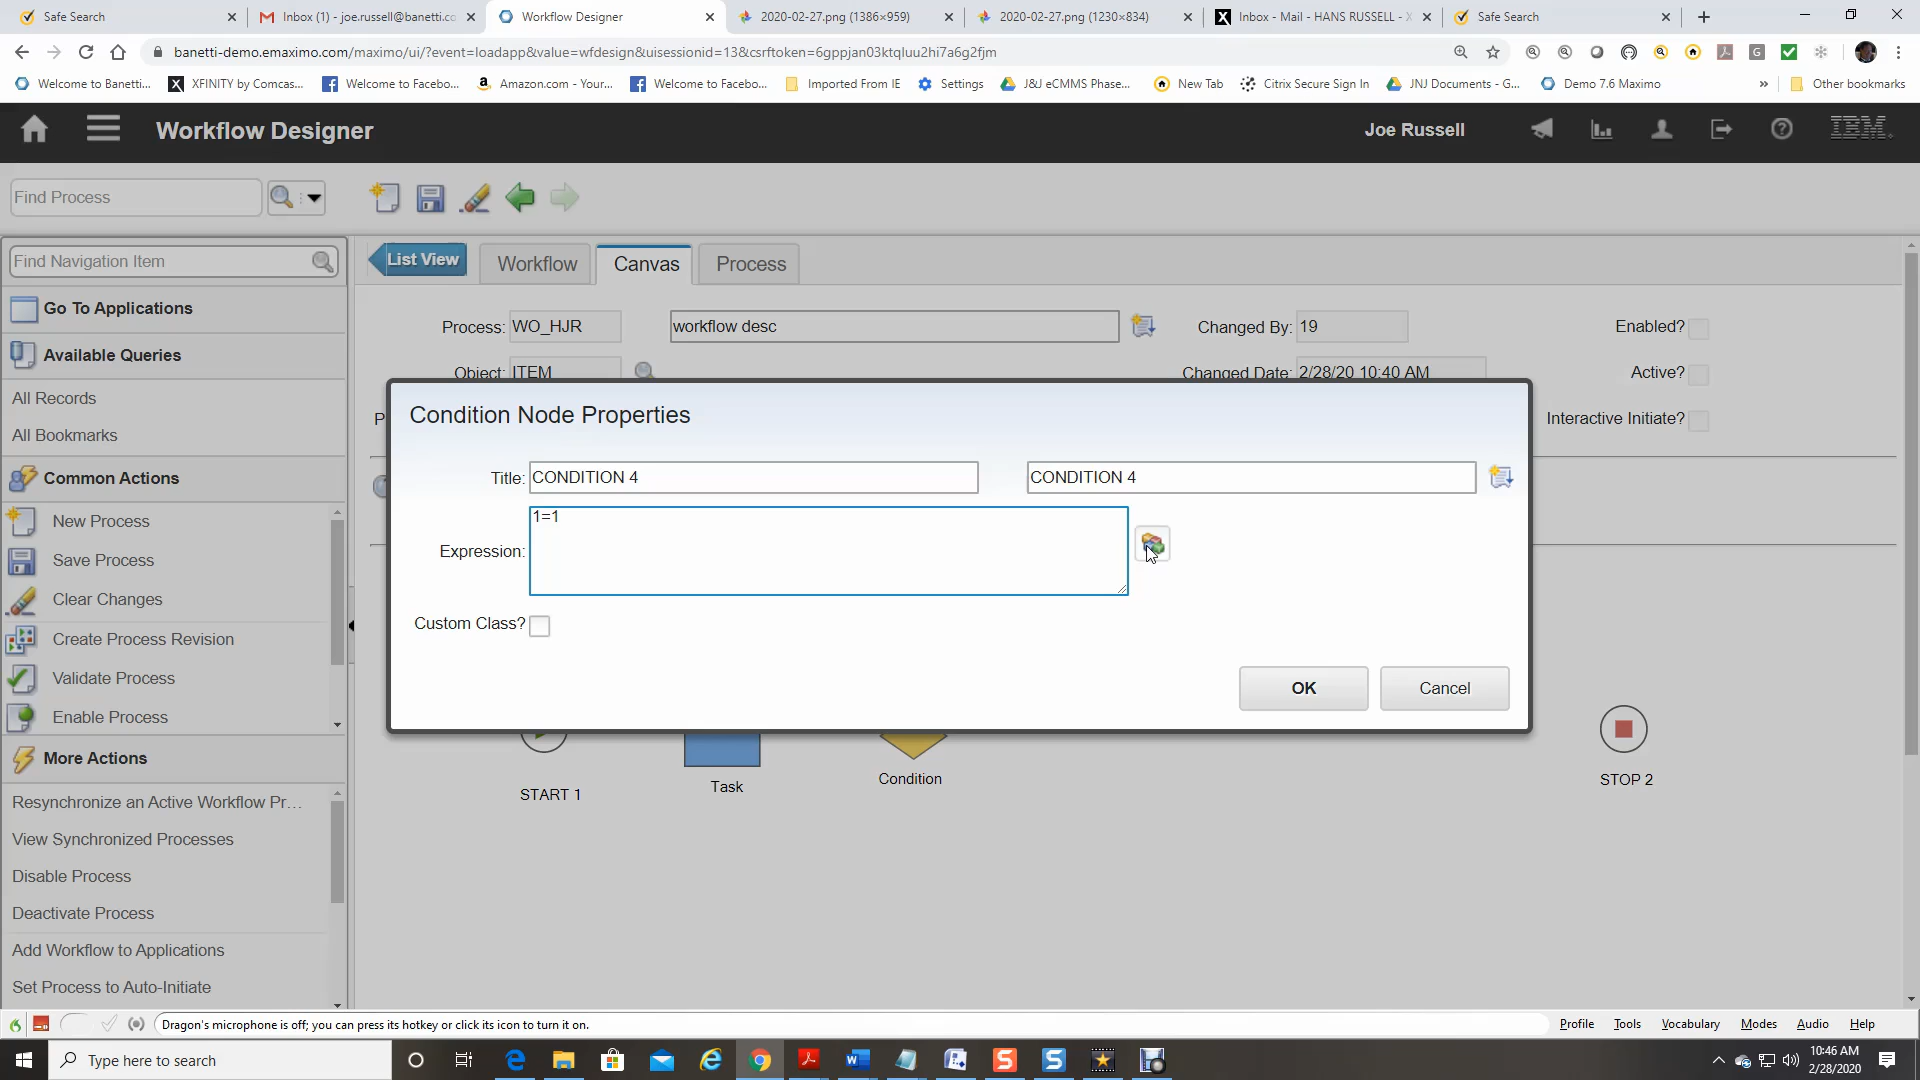 Safe Search
Inbox (1) - joe.russell@banetti.co
Workflow Designer
2020-02-27.png (1386×959)
2020-02-27.png (1230×834)
Inbox - Mail - HANS RUSSELL - X
Safe Search
banetti-demo.emaximo.com/maximo/ui/?event=loadapp&value=wfdesign&uisessionid=13&csrftoken=6gppjan03ktqluu2hi7a6g2fjm
Welcome to Banetti...
XFINITY by Comcas...
Welcome to Facebo...
Amazon.com - Your...
Welcome to Facebo...
Imported From IE
Settings
J&J eCMMS Phase...
New Tab
Citrix Secure Sign In
JNJ Documents - G...
Demo 7.6 Maximo
»
Other bookmarks
Workflow Designer
Joe Russell
IBM.
Find Process
Find Navigation Item
Go To Applications
Available Queries
All Records
All Bookmarks
Common Actions
New Process
Save Process
Clear Changes
Create Process Revision
Validate Process
Enable Process
More Actions
Resynchronize an Active Workflow Pr...
View Synchronized Processes
Disable Process
Deactivate Process
Add Workflow to Applications
Set Process to Auto-Initiate
List View
Workflow
Canvas
Process
Process: WO_HJR
workflow desc
Changed By: 19
Enabled?
Object: ITEM
Changed Date: 2/28/20 10:40 AM
Active?
P
Interactive Initiate?
Condition Node Properties
Title: CONDITION 4
CONDITION 4
Expression: 1=1
Custom Class?
OK
Cancel
START 1
Task
Condition
STOP 2
Dragon's microphone is off; you can press its hotkey or click its icon to turn it on.
Profile
Tools
Vocabulary
Modes
Audio
Help
Type here to search
10:46 AM
2/28/2020